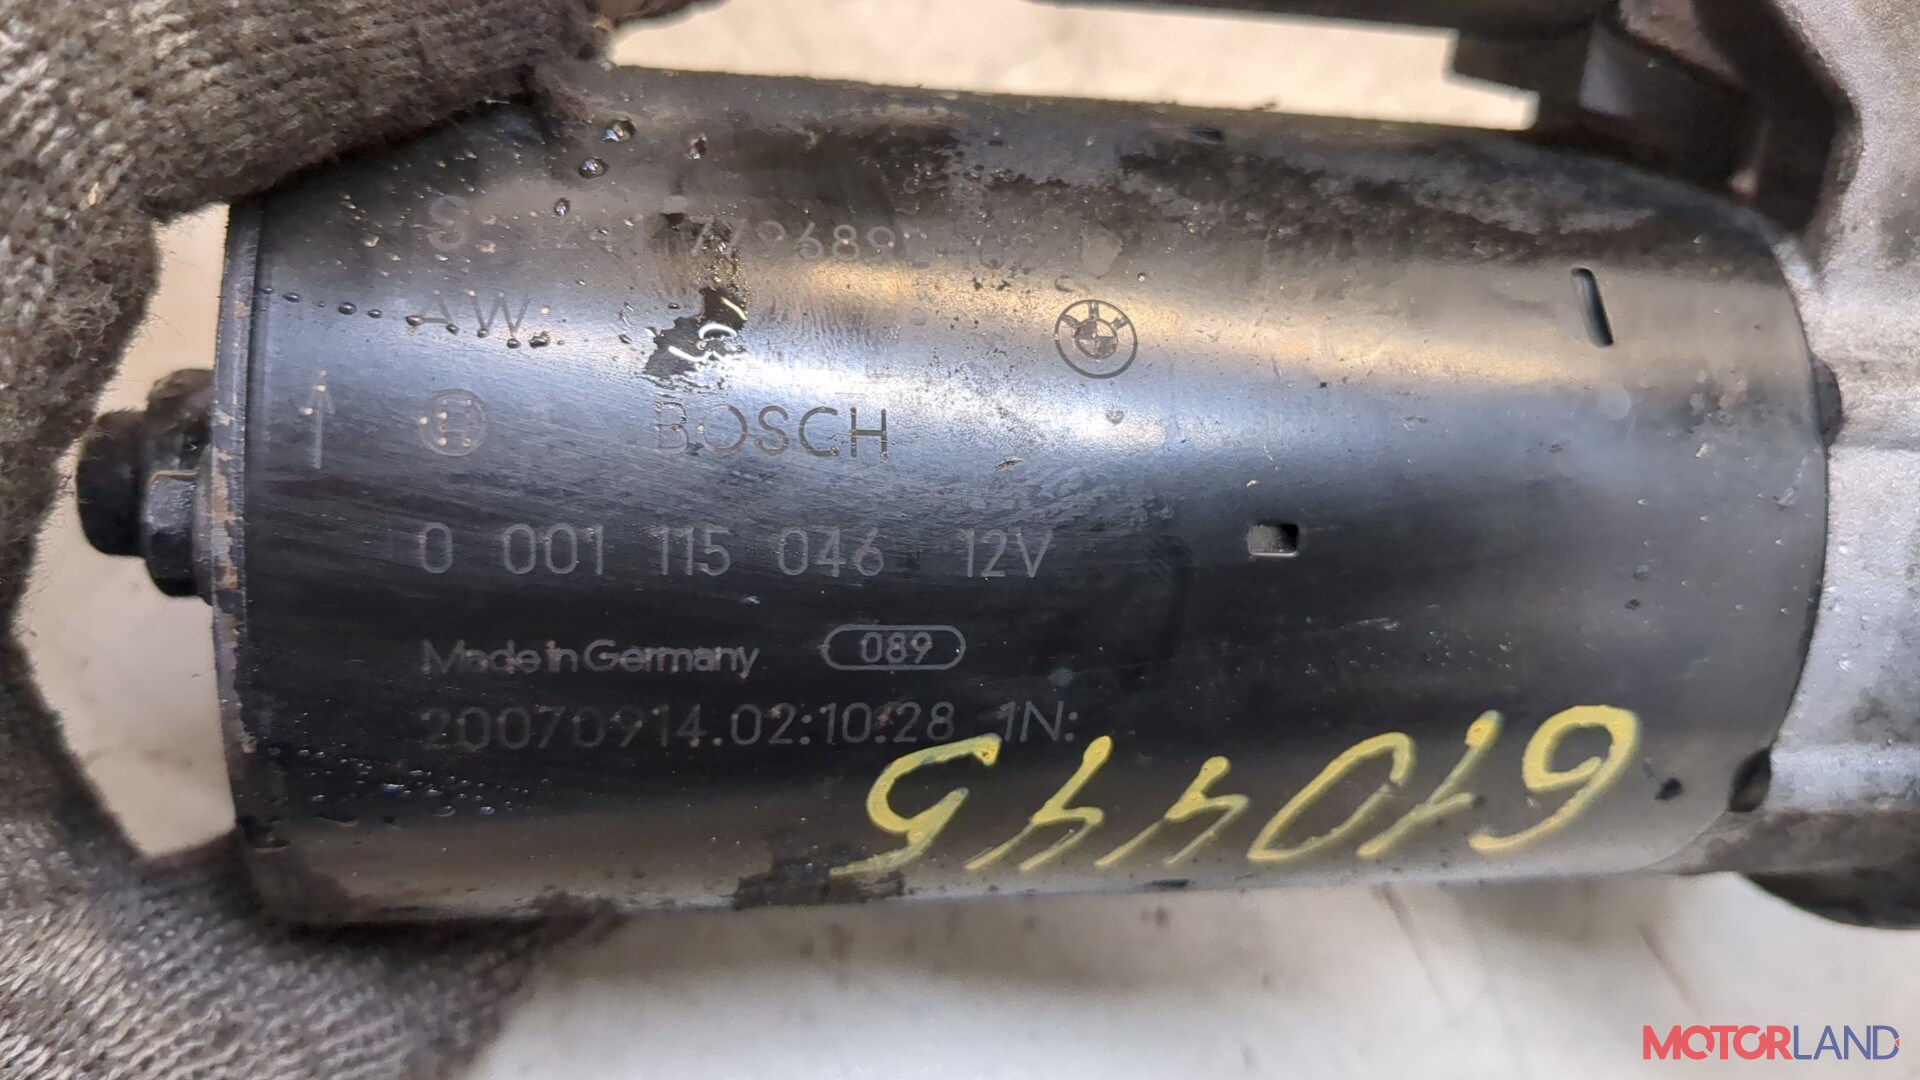 S
AW
BOSCH
0 001 115 046 12V
Made in Germany 089
20070914.02:10:28 1N:
610445
MOTORLAND